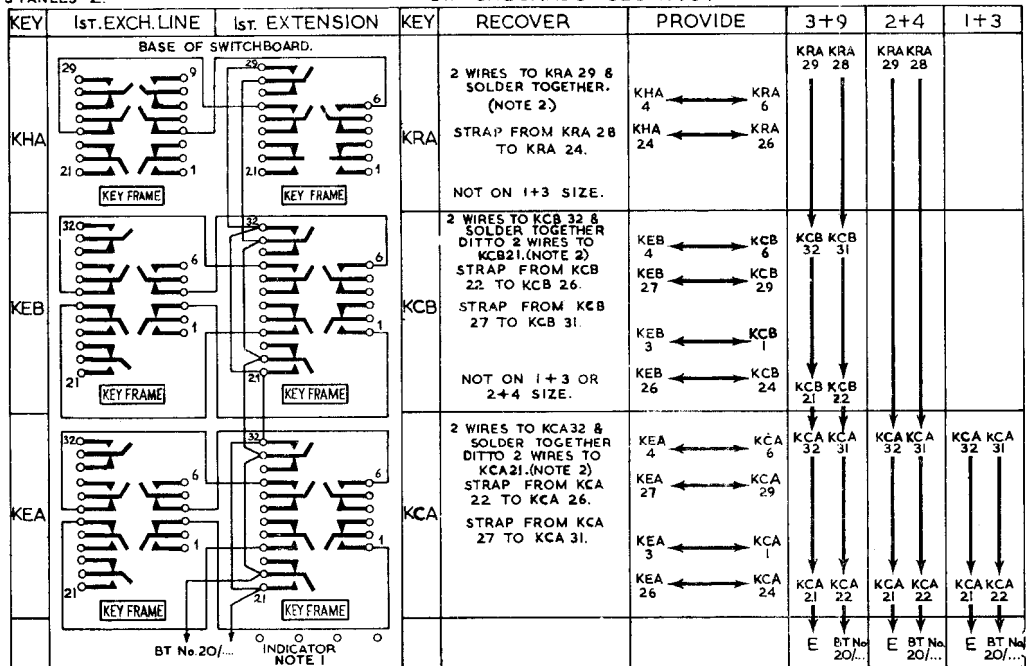 KEY 1ST. EXCH. LINE 1ST. EXTENSION KEY RECOVER PROVIDE 3+9 2+4 1+3
BASE OF SWITCHBOARD.
KHA
29 9
21 1
KEY FRAME
29 6
21 1
KEY FRAME
KRA
2 WIRES TO KRA 29 &
SOLDER TOGETHER.
(NOTE 2)
STRAP FROM KRA 28
TO KRA 24.
NOT ON 1+3 SIZE.
KHA KRA
4 6
KHA KRA
24 26
KRA KRA
29 28
KRA KRA
29 28
KEB
32 6
1
21
KEY FRAME
32 6
1
21
KEY FRAME
KCB
2 WIRES TO KCB 32 &
SOLDER TOGETHER
DITTO 2 WIRES TO
KCB21.(NOTE 2)
STRAP FROM KCB
22 TO KCB 26.
STRAP FROM KCB
27 TO KCB 31.
NOT ON 1+3 OR
2+4 SIZE.
KEB KCB
4 6
KEB KCB
27 29
KEB KCB
3 1
KEB KCB
26 24
KCB KCB
32 31
KCB KCB
21 22
KEA
32 6
1
21
KEY FRAME
32 6
1
21
KEY FRAME
KCA
2 WIRES TO KCA32 &
SOLDER TOGETHER
DITTO 2 WIRES TO
KCA21.(NOTE 2)
STRAP FROM KCA
22 TO KCA 26.
STRAP FROM KCA
27 TO KCA 31.
KEA KCA
4 6
KEA KCA
27 29
KEA KCA
3 1
KEA KCA
26 24
KCA KCA
32 31
KCA KCA
21 22
KCA KCA
32 31
KCA KCA
21 22
KCA KCA
32 31
KCA KCA
21 22
BT No. 20/....
INDICATOR
NOTE 1
E BT No.
20/...
E BT No.
20/...
E BT No.
20/...